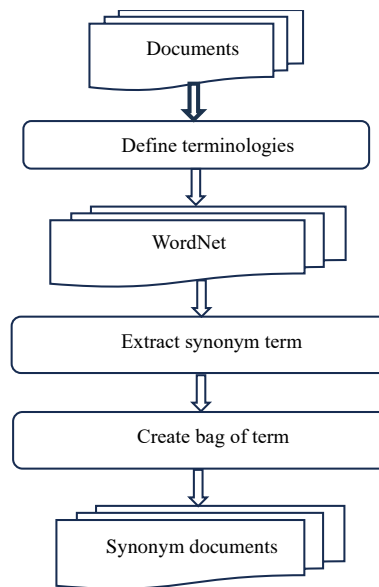 Documents
Define terminologies
WordNet
Extract synonym term
Create bag of term
Synonym documents